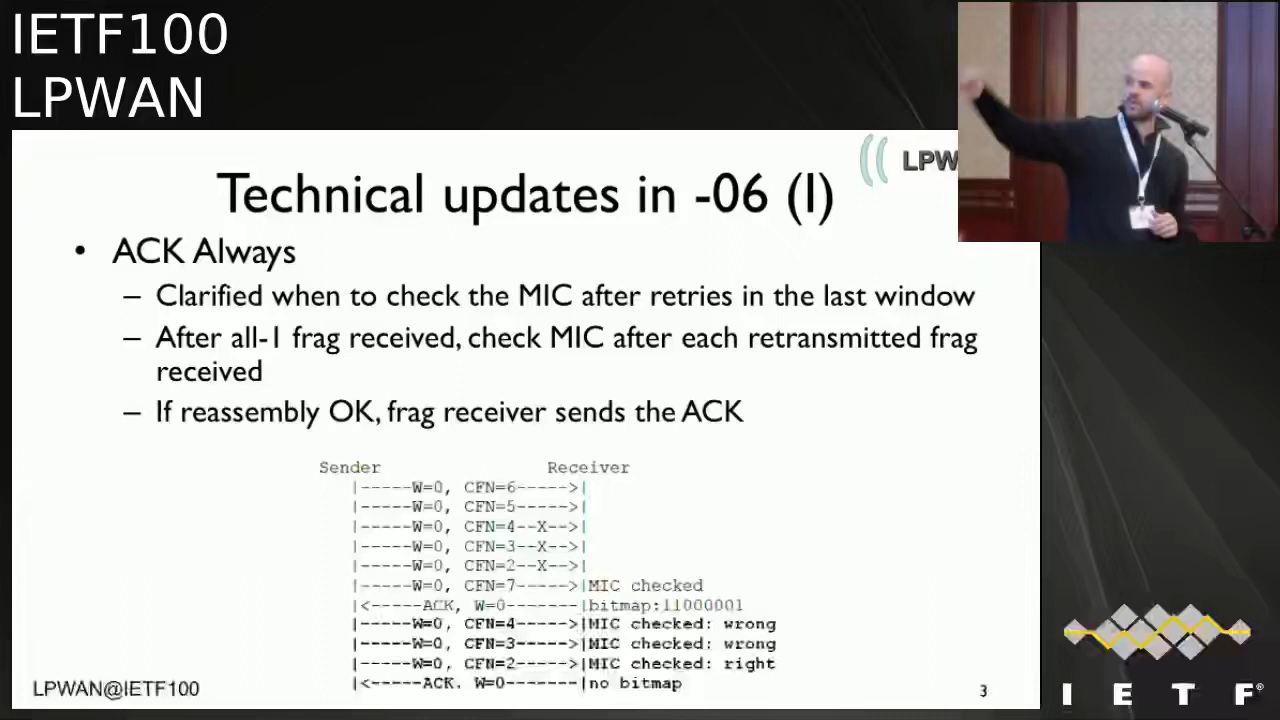 IETF100
LPWAN
LPW
Technical updates in -06 (I)
• ACK Always
– Clarified when to check the MIC after retries in the last window
– After all-1 frag received, check MIC after each retransmitted frag
received
– If reassembly OK, frag receiver sends the ACK
Sender Receiver
|-----W=0, CFN=6----->|
|-----W=0, CFN=5----->|
|-----W=0, CFN=4--X-->|
|-----W=0, CFN=3--X-->|
|-----W=0, CFN=2--X-->|
|-----W=0, CFN=7----->|MIC checked
|<-----ACK, W=0-------|bitmap:11000001
|-----W=0, CFN=4----->|MIC checked: wrong
|-----W=0, CFN=3----->|MIC checked: wrong
|-----W=0, CFN=2----->|MIC checked: right
|<-----ACK. W=0-------|no bitmap
LPWAN@IETF100
3
I E T F®